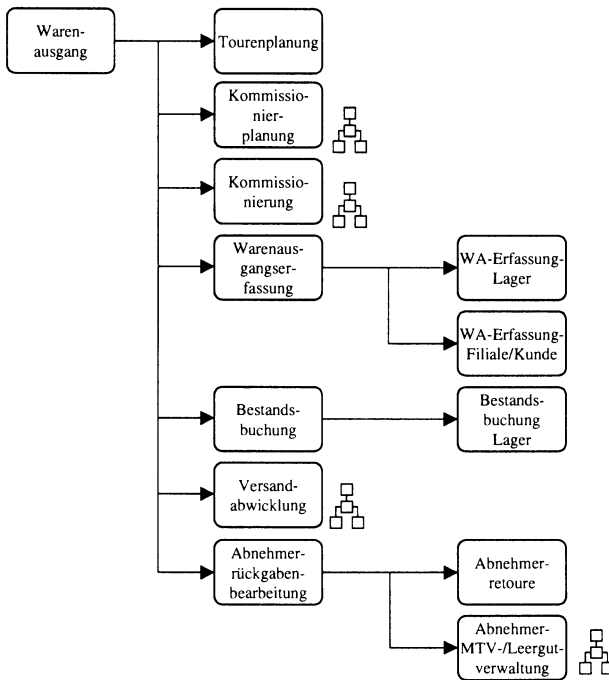 Waren-
ausgang
Tourenplanung
Kommissio-
nier-
planung
Kommissio-
nierung
Warenaus-
gangser-
fassung
WA-Erfassung-
Lager
WA-Erfassung-
Filiale/Kunde
Bestands-
buchung
Bestands-
buchung
Lager
Versand-
abwicklung
Abnehmer-
rückgaben-
bearbeitung
Abnehmer-
retoure
Abnehmer-
MTV-/Leergut-
verwaltung